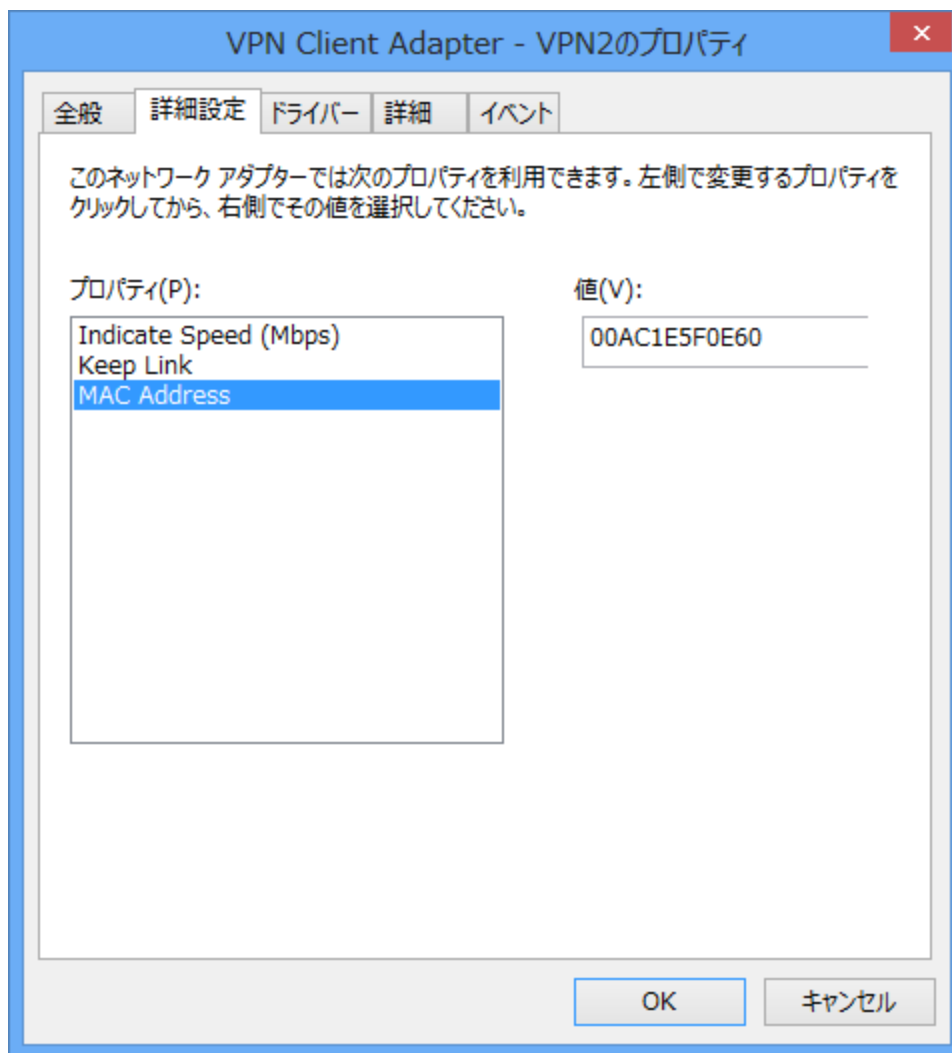 VPN Client Adapter - VPN2のプロパティ
全般
詳細設定
ドライバー
詳細
イベント
このネットワーク アダプターでは次のプロパティを利用できます。左側で変更するプロパティを
クリックしてから、右側でその値を選択してください。
プロパティ(P):
値(V):
Indicate Speed (Mbps)
Keep Link
MAC Address
00AC1E5F0E60
OK
キャンセル